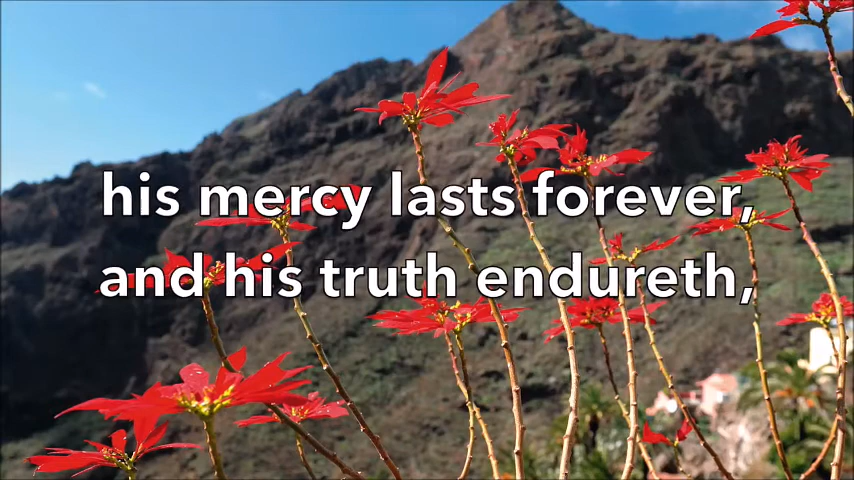 his mercy lasts forever,
and his truth endureth,